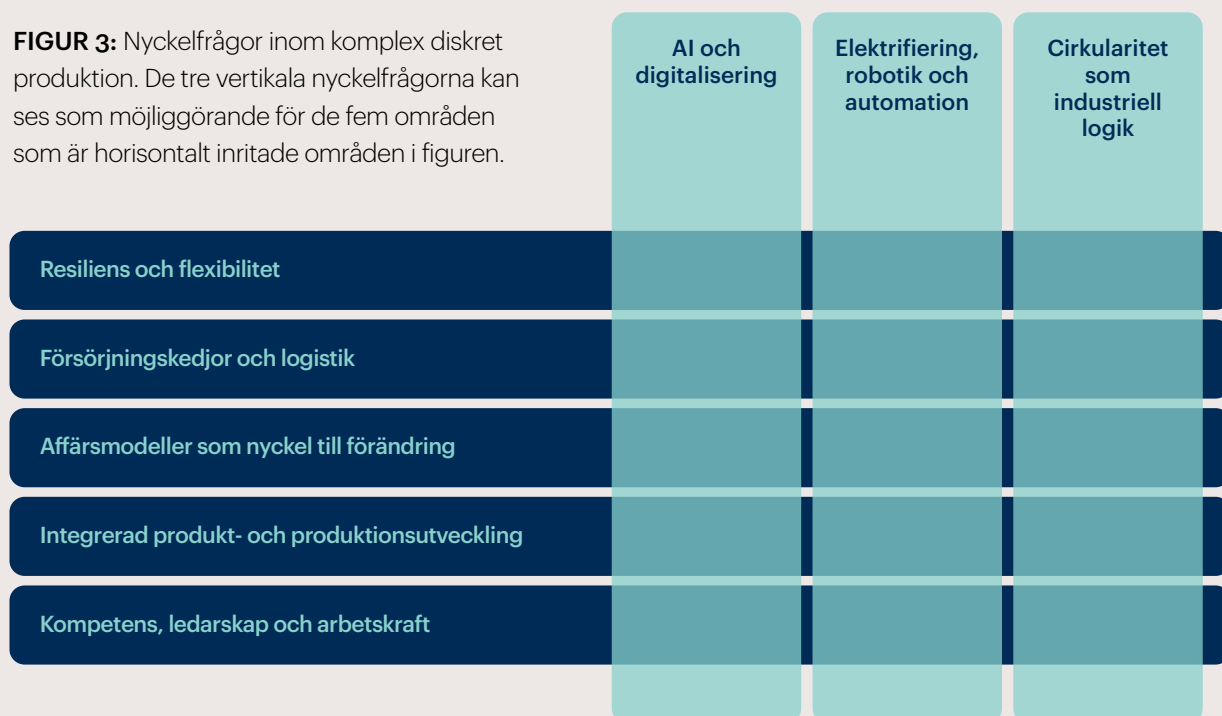 FIGUR 3: Nyckelfrågor inom komplex diskret
produktion. De tre vertikala nyckelfrågorna kan
ses som möjliggörande för de fem områden
som är horisontalt inritade områden i figuren.
AI och
digitalisering
Elektrifiering,
robotik och
automation
Cirkularitet
som
industriell
logik
Resiliens och flexibilitet
Försörjningskedjor och logistik
Affärsmodeller som nyckel till förändring
Integrerad produkt- och produktionsutveckling
Kompetens, ledarskap och arbetskraft